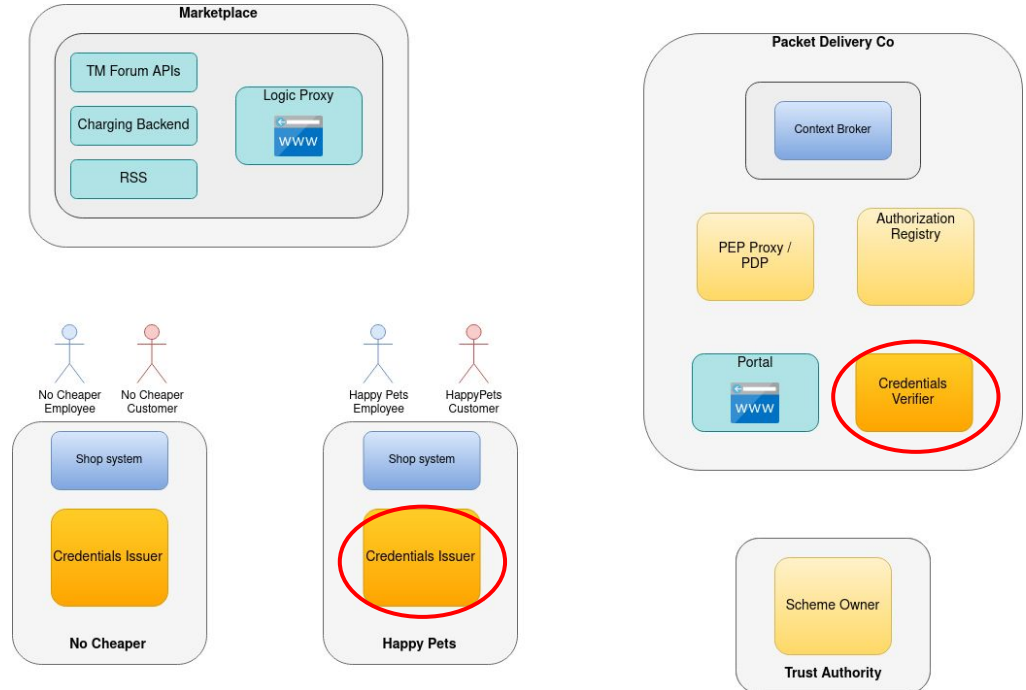 Marketplace
TM Forum APIs
Charging Backend
RSS
Logic Proxy
WWW
Packet Delivery Co
Context Broker
PEP Proxy /
PDP
Authorization
Registry
Portal
WWW
Credentials
Verifier
No Cheaper
Employee
No Cheaper
Customer
Happy Pets
Employee
HappyPets
Customer
Shop system
Credentials Issuer
No Cheaper
Shop system
Credentials Issuer
Happy Pets
Scheme Owner
Trust Authority